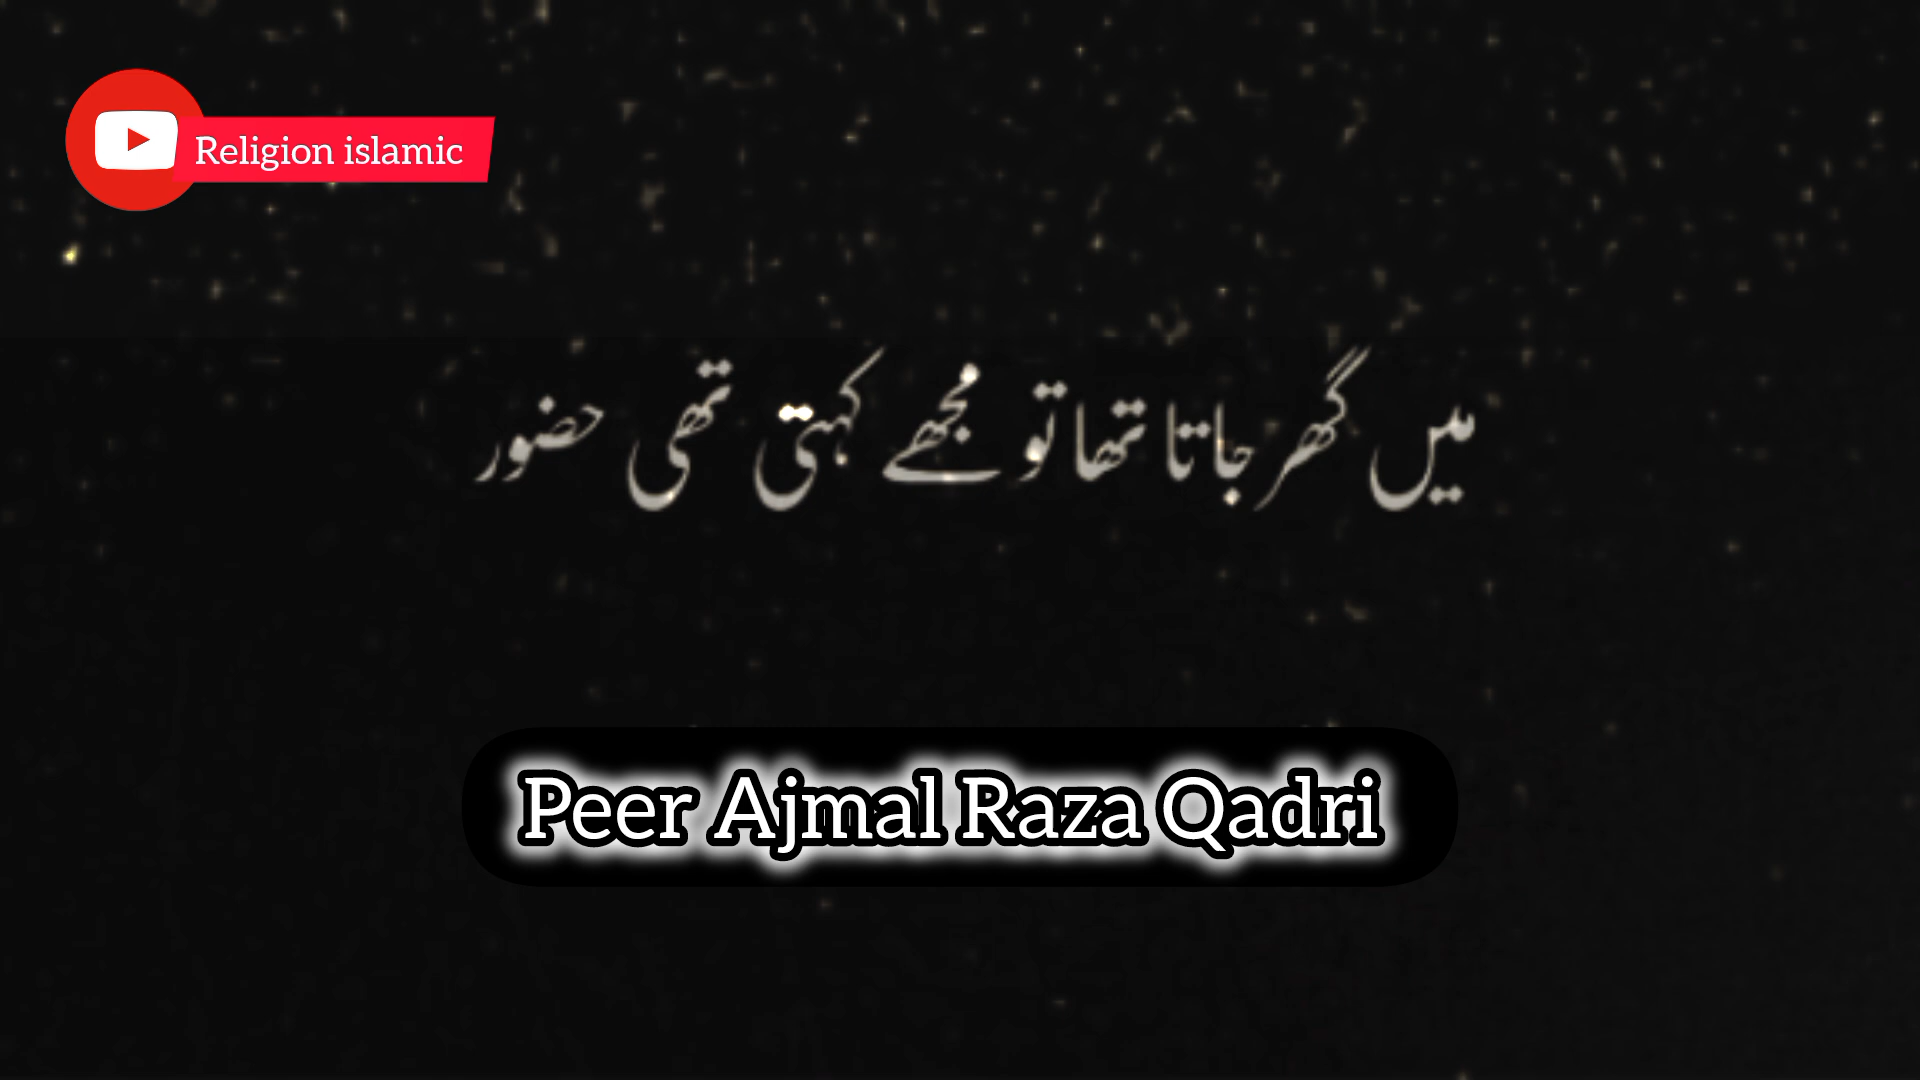 Religion islamic
میں گھر جاتا تھا تو مجھے کہتی تھی حضور
Peer Ajmal Raza Qadri